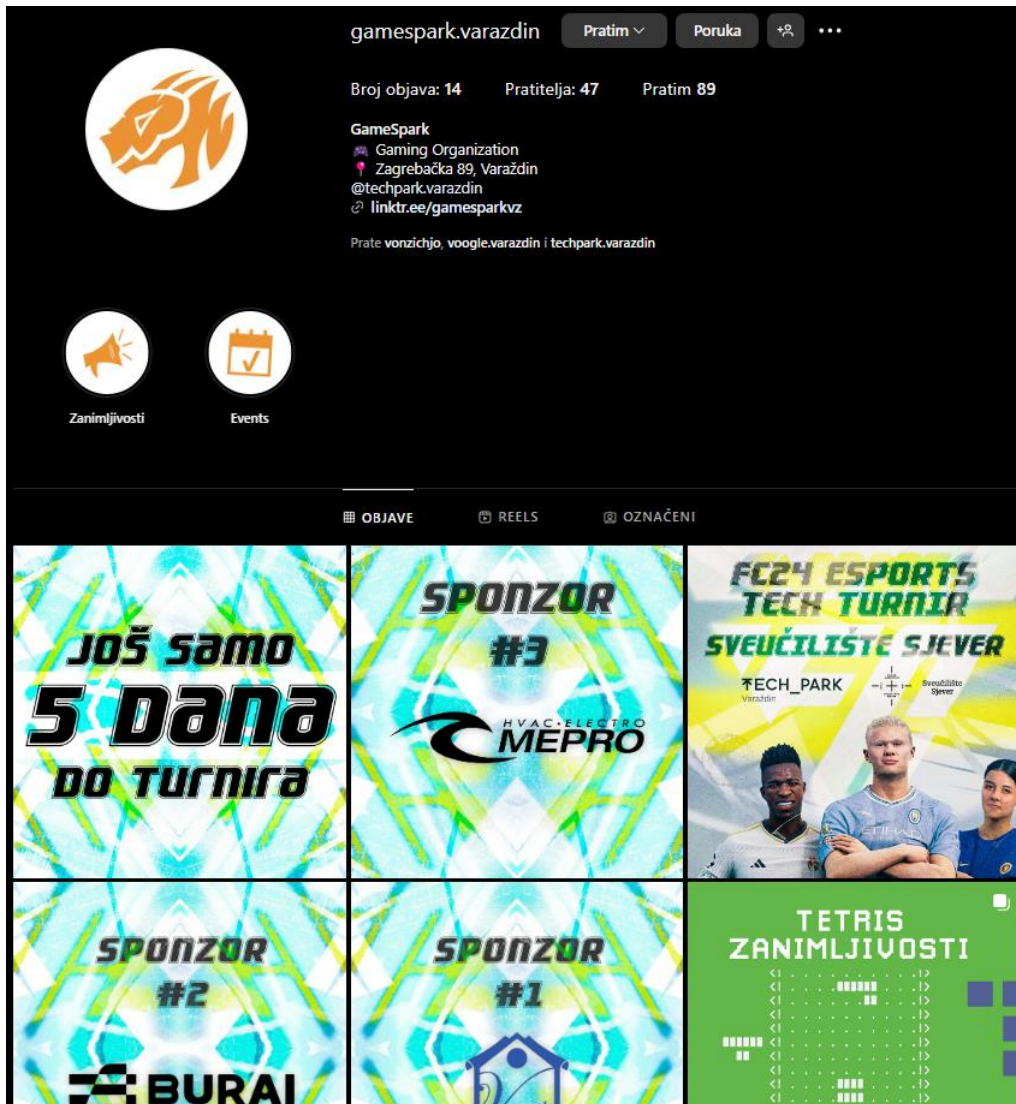 gamespark.varazdin Pratim Poruka
Broj objava: 14 Pratitelja: 47 Pratim 89
GameSpark
Gaming Organization
Zagrebačka 89, Varaždin
@techpark.varazdin
linktr.ee/gamesparkvz
Prate vonzichjo, voogle.varazdin i techpark.varazdin
Zanimljivosti Events
OBJAVE REELS OZNAČENI
JOŠ SAMO
5 DANA
DO TURNIRA
SPONZOR
#3
HVAC·ELECTRO
MEPRO
FC24 ESPORTS
TECH TURNIR
SVEUČILIŠTE SJEVER
TECH_PARK
Varaždin
Sveučilište
Sjever
ETIHAD
SPONZOR
#2
BURAI
SPONZOR
#1
TETRIS
ZANIMLJIVOSTI